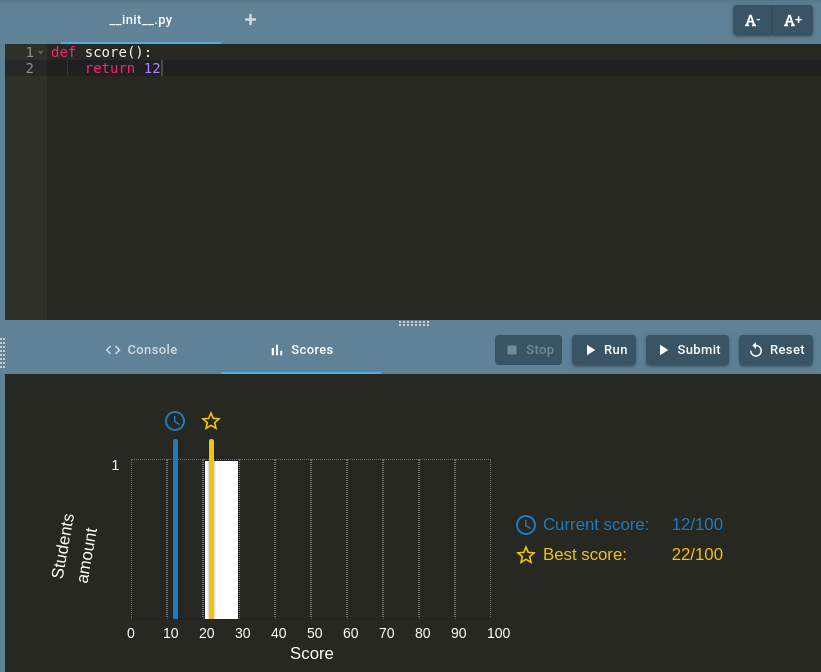 __init__.py + A- A+
1 def score():
2 return 12
<> Console Scores Stop Run Submit Reset
1
Students
amount
0 10 20 30 40 50 60 70 80 90 100
Score
Current score: 12/100
Best score: 22/100